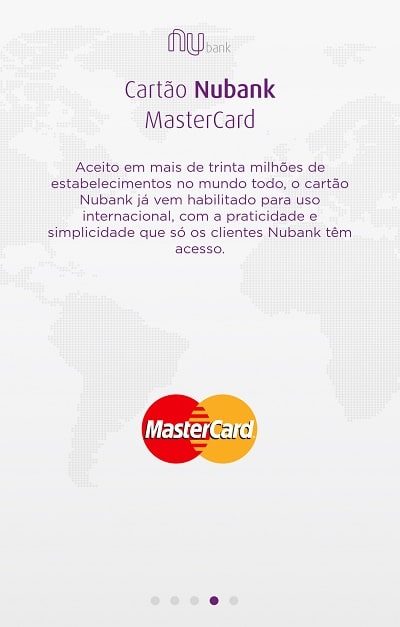 nu bank
Cartão Nubank
MasterCard
Aceito em mais de trinta milhões de
estabelecimentos no mundo todo, o cartão
Nubank já vem habilitado para uso
internacional, com a praticidade e
simplicidade que só os clientes Nubank têm
acesso.
MasterCard